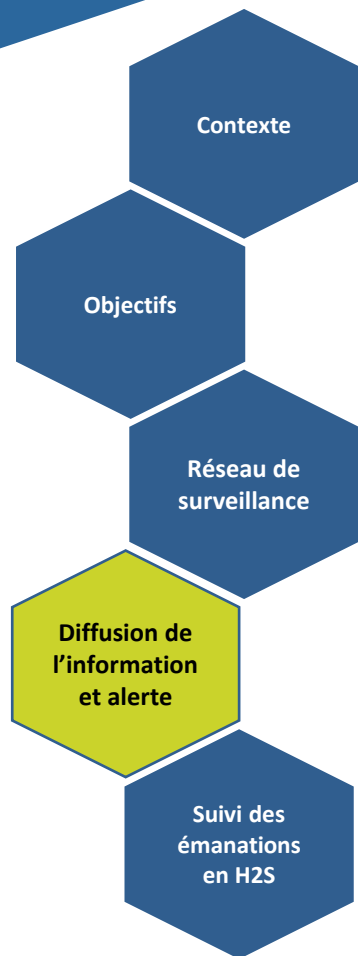 Contexte
Objectifs
Réseau de
surveillance
Diffusion de
l’information
et alerte
Suivi des
émanations
en H2S